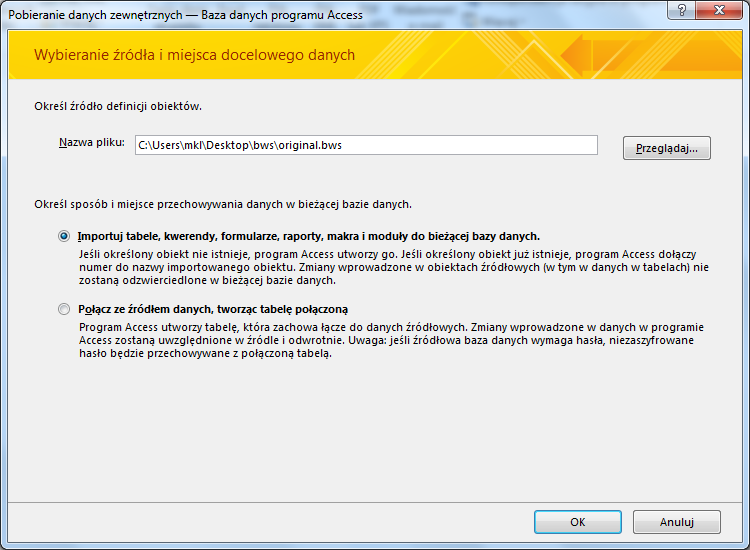 Pobieranie danych zewnętrznych — Baza danych programu Access
Wybieranie źródła i miejsca docelowego danych
Określ źródło definicji obiektów.
Nazwa pliku: C:\Users\mkl\Desktop\bws\original.bws Przeglądaj...
Określ sposób i miejsce przechowywania danych w bieżącej bazie danych.
Importuj tabele, kwerendy, formularze, raporty, makra i moduły do bieżącej bazy danych.
Jeśli określony obiekt nie istnieje, program Access utworzy go. Jeśli określony obiekt już istnieje, program Access dołączy
numer do nazwy importowanego obiektu. Zmiany wprowadzone w obiektach źródłowych (w tym w danych w tabelach) nie
zostaną odzwierciedlone w bieżącej bazie danych.
Połącz ze źródłem danych, tworząc tabelę połączoną
Program Access utworzy tabelę, która zachowa łącze do danych źródłowych. Zmiany wprowadzone w danych w programie
Access zostaną uwzględnione w źródle i odwrotnie. Uwaga: jeśli źródłowa baza danych wymaga hasła, niezaszyfrowane
hasło będzie przechowywane z połączoną tabelą.
OK Anuluj